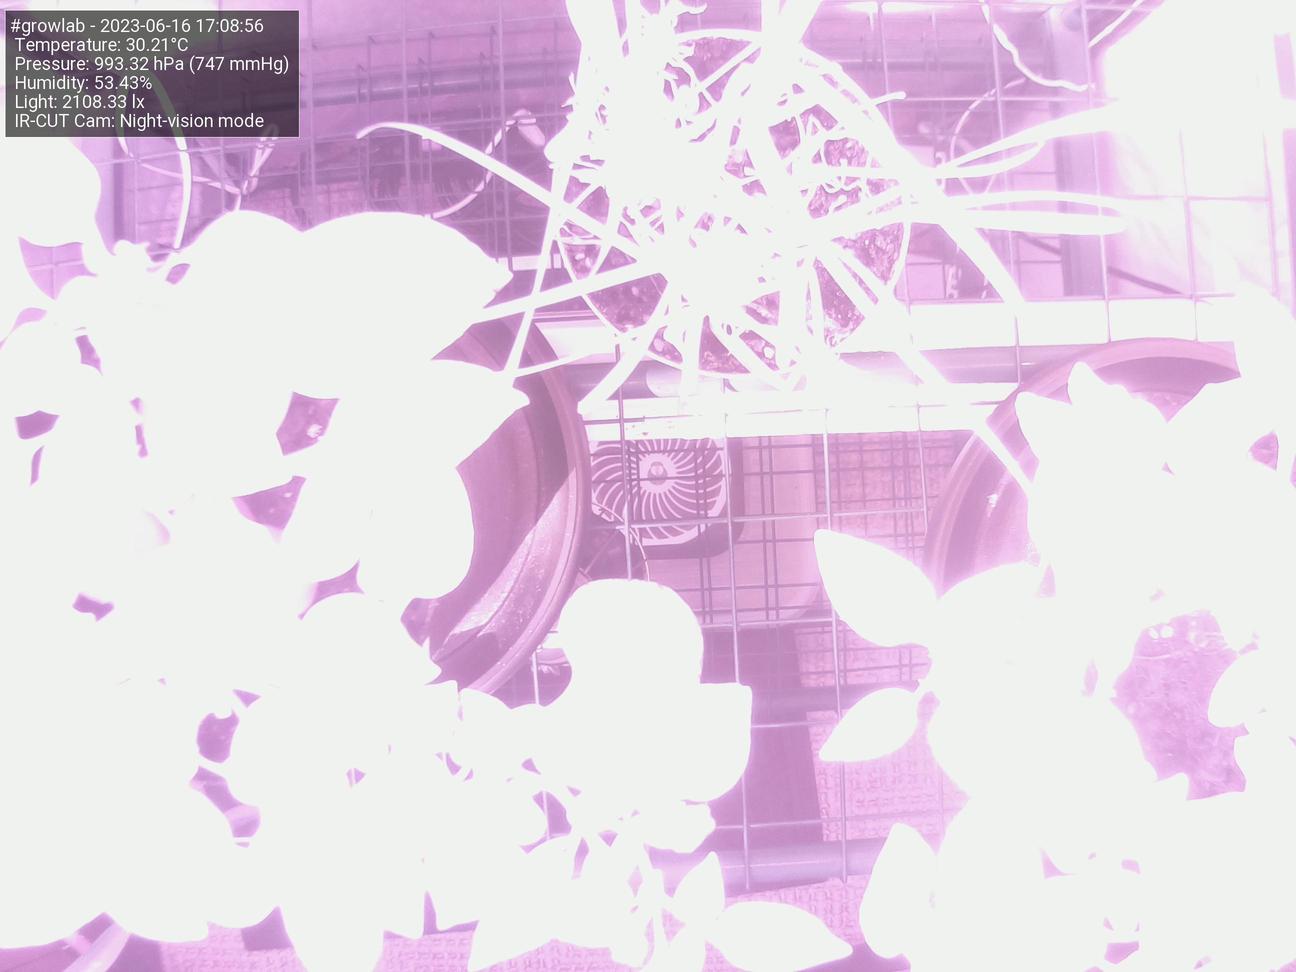 #growlab - 2023-06-16 17:08:56
Temperature: 30.21°C
Pressure: 993.32 hPa (747 mmHg)
Humidity: 53.43%
Light: 2108.33 lx
IR-CUT Cam: Night-vision mode